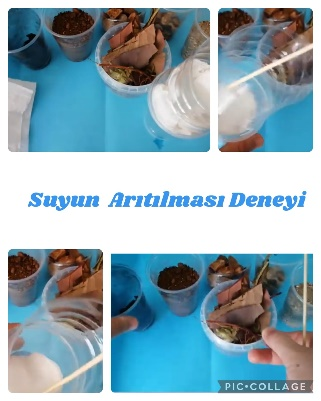 Suyun Arıtılması Deneyi
PIC•COLLAGE